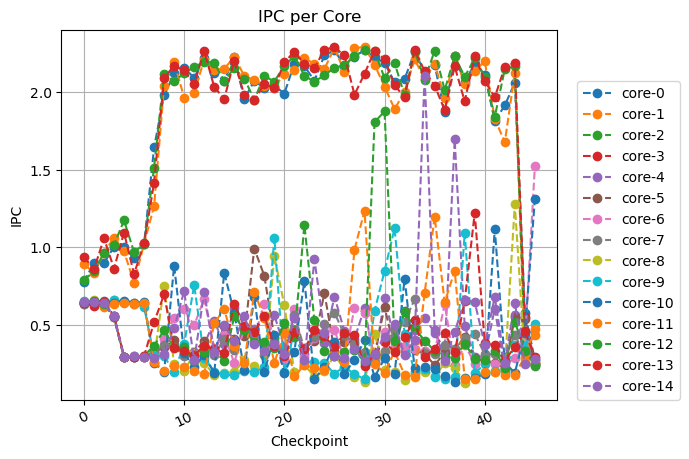 IPC per Core
IPC
2.0
1.5
1.0
0.5
0
10
20
30
40
Checkpoint
core-0
core-1
core-2
core-3
core-4
core-5
core-6
core-7
core-8
core-9
core-10
core-11
core-12
core-13
core-14